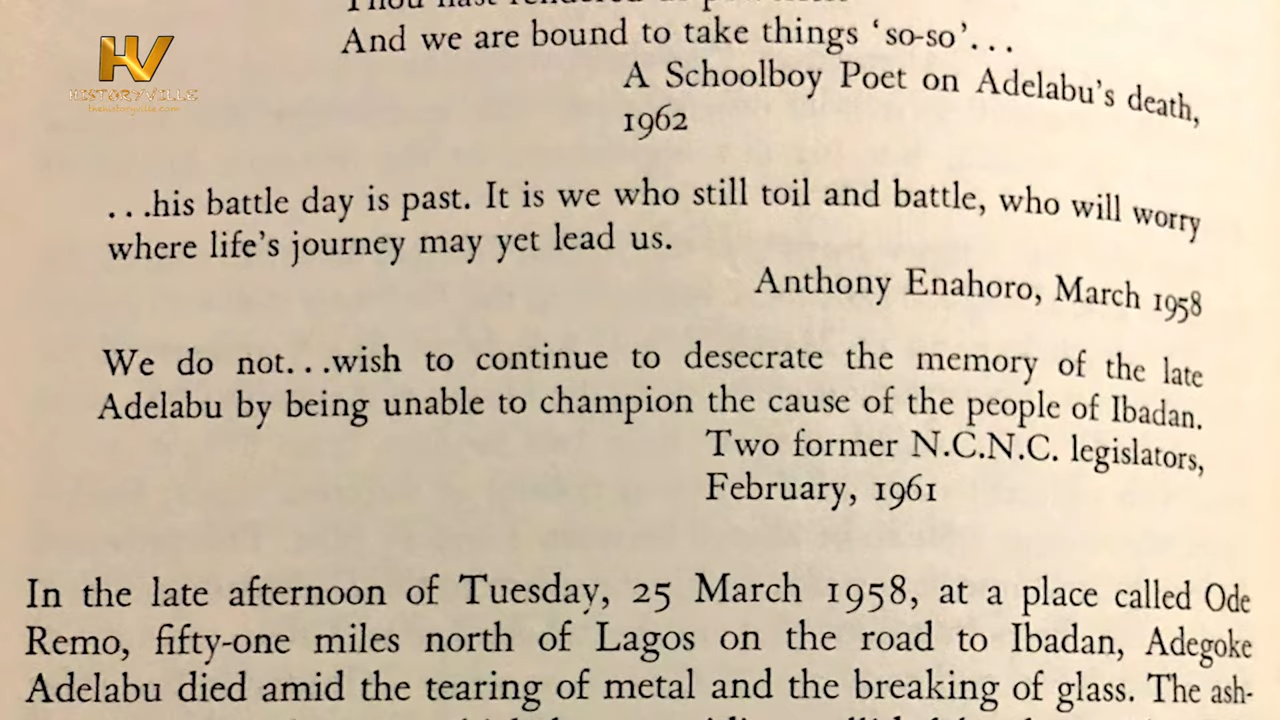 HV
HISTORYVILLE
thehistoryville.com
And we are bound to take things ‘so-so’...
A Schoolboy Poet on Adelabu’s death,
1962
...his battle day is past. It is we who still toil and battle, who will worry
where life’s journey may yet lead us.
Anthony Enahoro, March 1958
We do not...wish to continue to desecrate the memory of the late
Adelabu by being unable to champion the cause of the people of Ibadan.
Two former N.C.N.C. legislators,
February, 1961
In the late afternoon of Tuesday, 25 March 1958, at a place called Ode
Remo, fifty-one miles north of Lagos on the road to Ibadan, Adegoke
Adelabu died amid the tearing of metal and the breaking of glass. The ash-